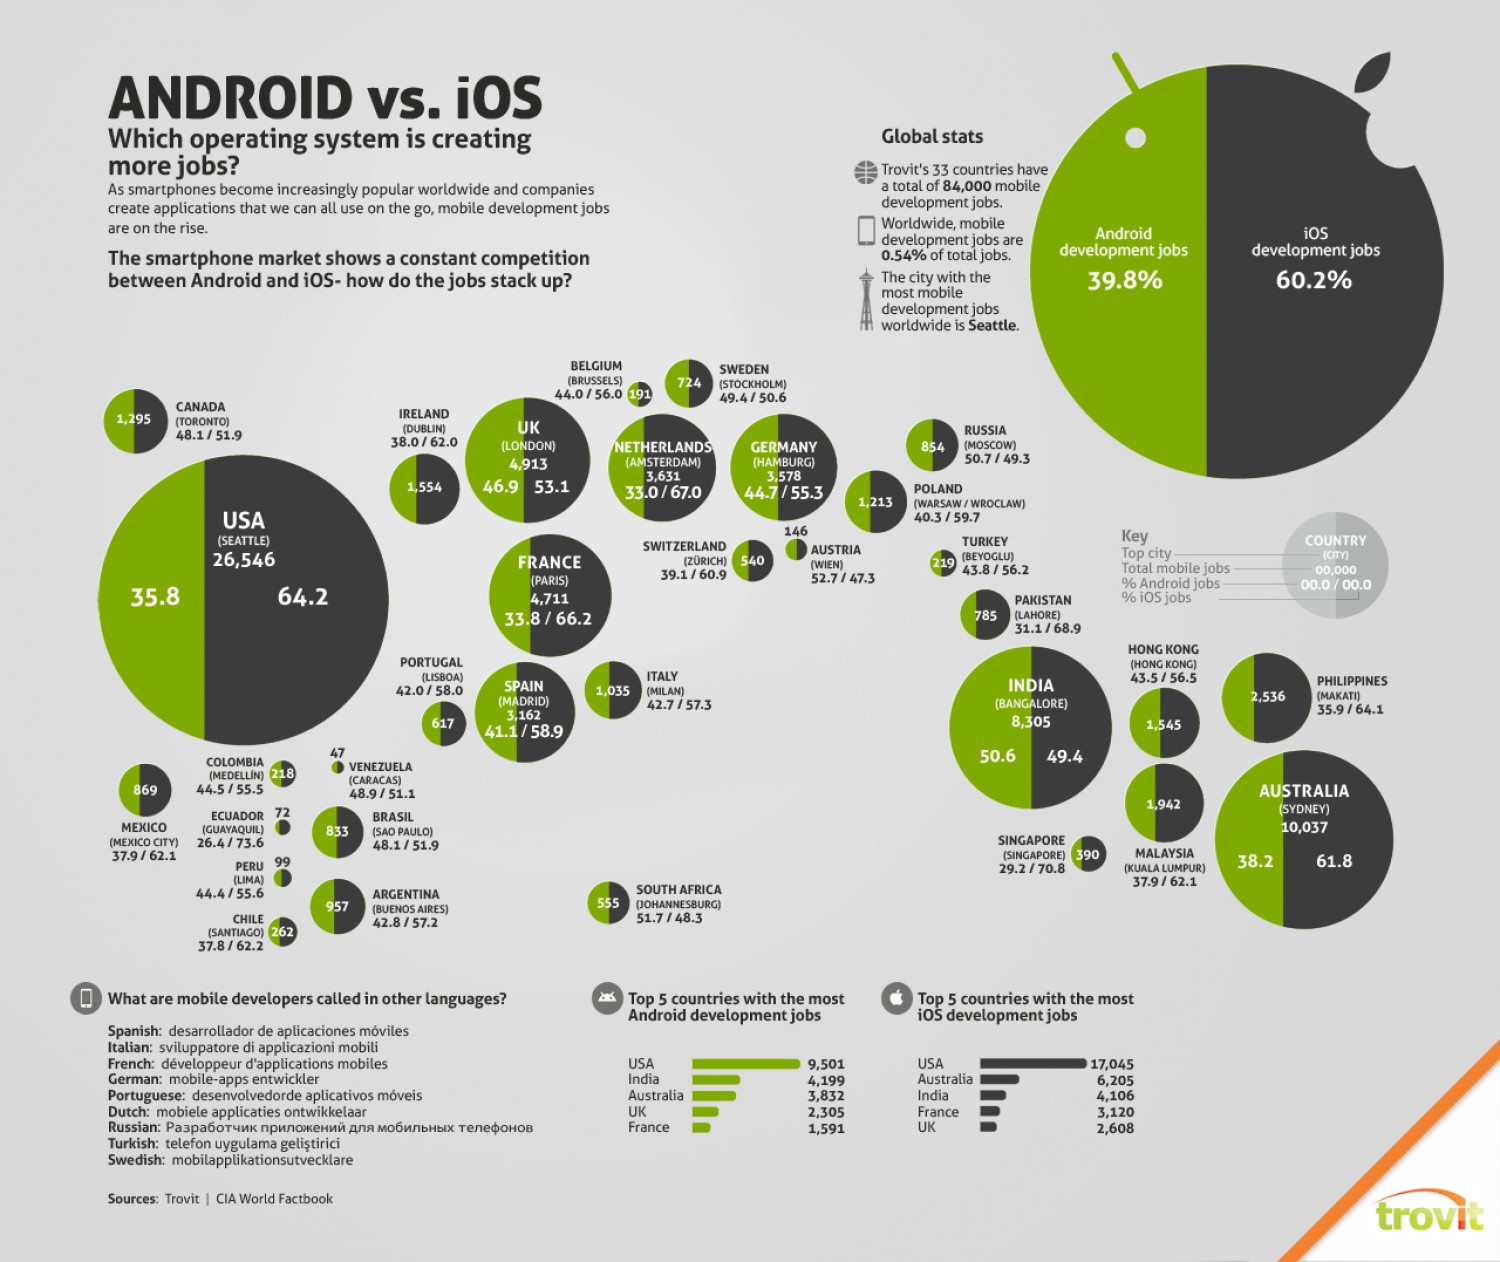 ANDROID vs. iOS
Which operating system is creating
more jobs?
As smartphones become increasingly popular worldwide and companies
create applications that we can all use on the go, mobile development jobs
are on the rise.
The smartphone market shows a constant competition
between Android and iOS- how do the jobs stack up?
Global stats
Trovit's 33 countries have
a total of 84,000 mobile
development jobs.
Worldwide, mobile
development jobs are
0.54% of total jobs.
The city with the
most mobile
development jobs
worldwide is Seattle.
Android
development jobs
39.8%
iOS
development jobs
60.2%
1,295
CANADA
(TORONTO)
48.1 / 51.9
USA
(SEATTLE)
26,546
35.8
64.2
IRELAND
(DUBLIN)
38.0 / 62.0
1,554
UK
(LONDON)
4,913
46.9
53.1
BELGIUM
(BRUSSELS)
44.0 / 56.0
191
724
SWEDEN
(STOCKHOLM)
49.4 / 50.6
NETHERLANDS
(AMSTERDAM)
3,631
33.0 / 67.0
GERMANY
(HAMBURG)
3,578
44.7 / 55.3
854
RUSSIA
(MOSCOW)
50.7 / 49.3
1,213
POLAND
(WARSAW / WROCLAW)
40.3 / 59.7
FRANCE
(PARIS)
4,711
33.8 / 66.2
SWITZERLAND
(ZÜRICH)
39.1 / 60.9
540
146
AUSTRIA
(WIEN)
52.7 / 47.3
219
TURKEY
(BEYOGLU)
43.8 / 56.2
Key
Top city
Total mobile jobs
% Android jobs
% iOS jobs
COUNTRY
(CITY)
00,000
00.0 / 00.0
785
PAKISTAN
(LAHORE)
31.1 / 68.9
PORTUGAL
(LISBOA)
42.0 / 58.0
617
SPAIN
(MADRID)
3,162
41.1 / 58.9
1,035
ITALY
(MILAN)
42.7 / 57.3
INDIA
(BANGALORE)
8,305
50.6
49.4
HONG KONG
(HONG KONG)
43.5 / 56.5
1,545
2,536
PHILIPPINES
(MAKATI)
35.9 / 64.1
869
MEXICO
(MEXICO CITY)
37.9 / 62.1
COLOMBIA
(MEDELLÍN)
44.5 / 55.5
218
47
VENEZUELA
(CARACAS)
48.9 / 51.1
ECUADOR
(GUAYAQUIL)
26.4 / 73.6
72
833
BRASIL
(SAO PAULO)
48.1 / 51.9
PERU
(LIMA)
44.4 / 55.6
99
957
ARGENTINA
(BUENOS AIRES)
42.8 / 57.2
CHILE
(SANTIAGO)
37.8 / 62.2
262
555
SOUTH AFRICA
(JOHANNESBURG)
51.7 / 48.3
SINGAPORE
(SINGAPORE)
29.2 / 70.8
390
1,942
MALAYSIA
(KUALA LUMPUR)
37.9 / 62.1
AUSTRALIA
(SYDNEY)
10,037
38.2
61.8
What are mobile developers called in other languages?
Spanish: desarrollador de aplicaciones móviles
Italian: sviluppatore di applicazioni mobili
French: développeur d'applications mobiles
German: mobile-apps entwickler
Portuguese: desenvolvedorde aplicativos móveis
Dutch: mobiele applicaties ontwikkelaar
Russian: Разработчик приложений для мобильных телефонов
Turkish: telefon uygulama geliştirici
Swedish: mobilapplikationsutvecklare
Sources: Trovit | CIA World Factbook
Top 5 countries with the most
Android development jobs
USA 9,501
India 4,199
Australia 3,832
UK 2,305
France 1,591
Top 5 countries with the most
iOS development jobs
USA 17,045
Australia 6,205
India 4,106
France 3,120
UK 2,608
trovit